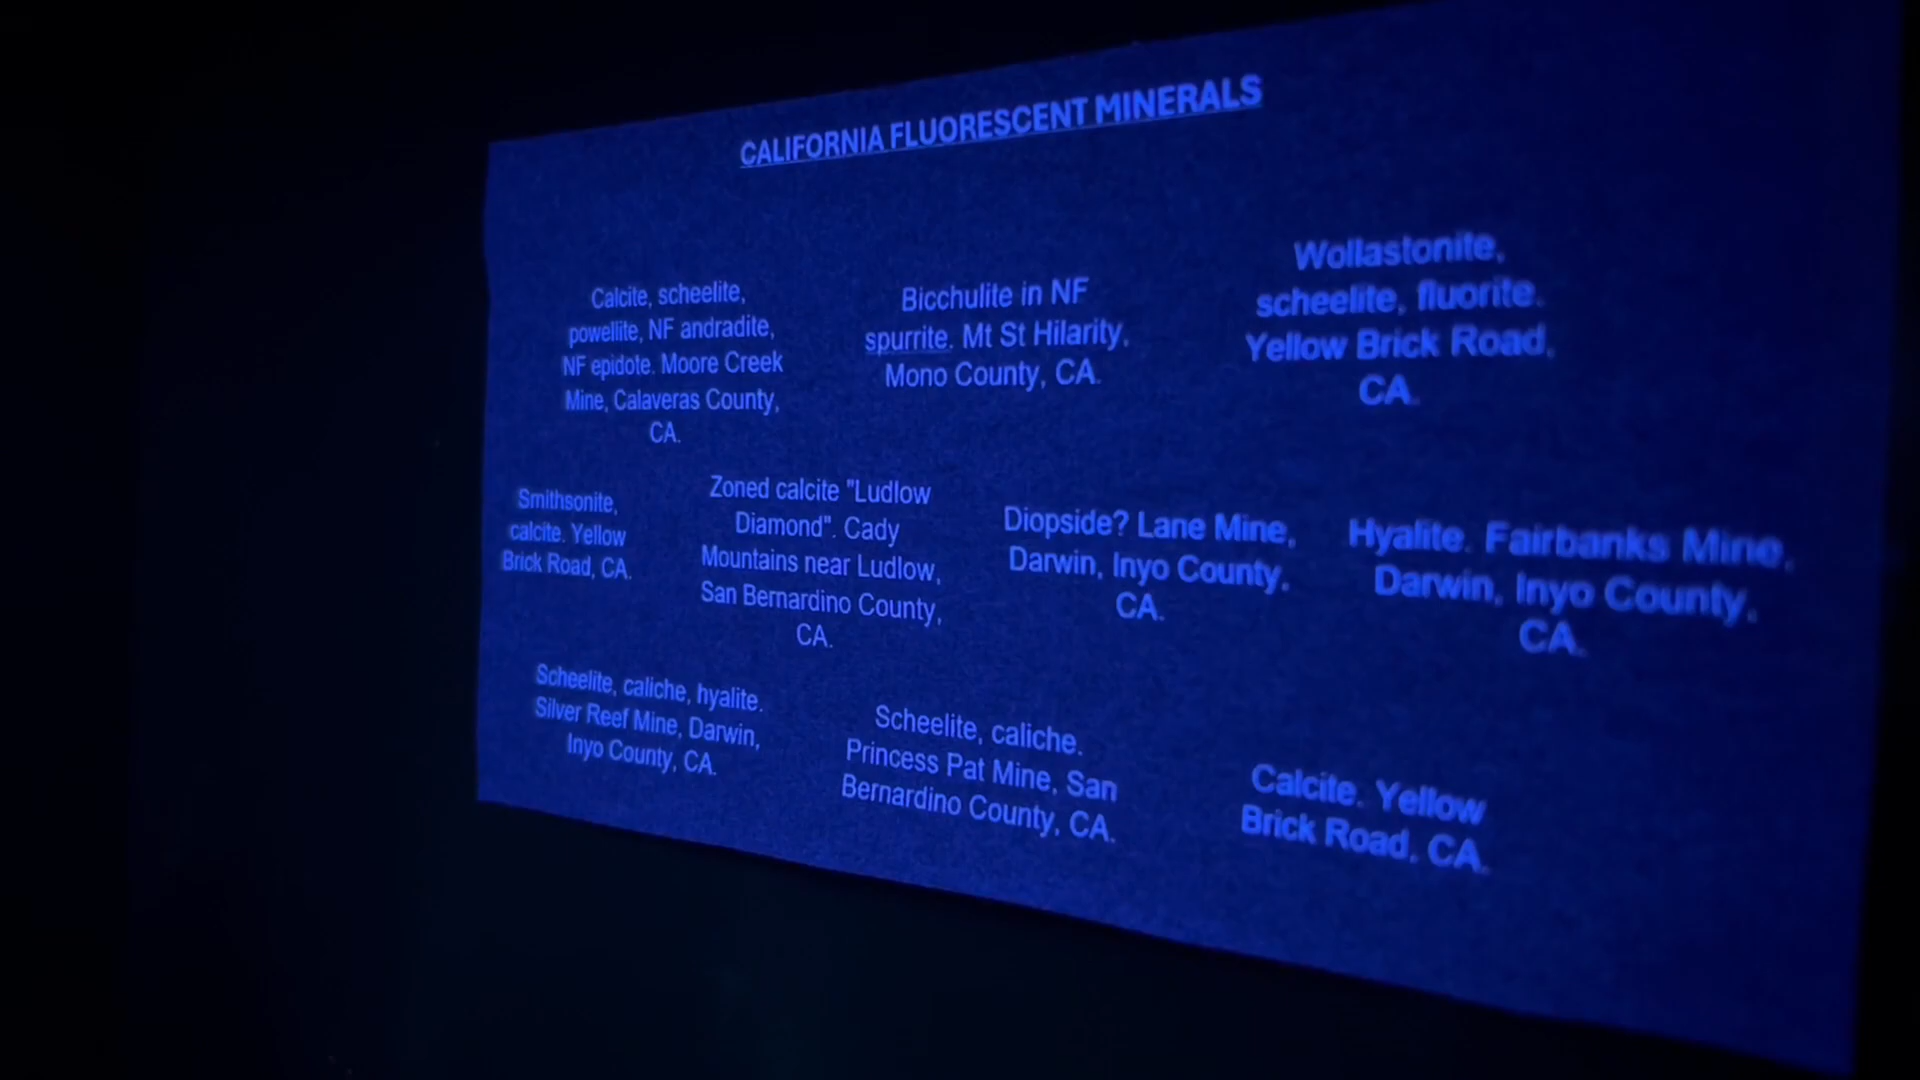 CALIFORNIA FLUORESCENT MINERALS
Calcite, scheelite,
powellite, NF andradite,
NF epidote. Moore Creek
Mine, Calaveras County,
CA.
Bicchulite in NF
spurrite. Mt St Hilarity,
Mono County, CA.
Wollastonite,
scheelite, fluorite.
Yellow Brick Road,
CA.
Smithsonite,
calcite. Yellow
Brick Road, CA.
Zoned calcite "Ludlow
Diamond". Cady
Mountains near Ludlow,
San Bernardino County,
CA.
Diopside? Lane Mine,
Darwin, Inyo County,
CA.
Hyalite. Fairbanks Mine,
Darwin, Inyo County,
CA.
Scheelite, caliche, hyalite.
Silver Reef Mine, Darwin,
Inyo County, CA.
Scheelite, caliche.
Princess Pat Mine, San
Bernardino County, CA.
Calcite. Yellow
Brick Road, CA.